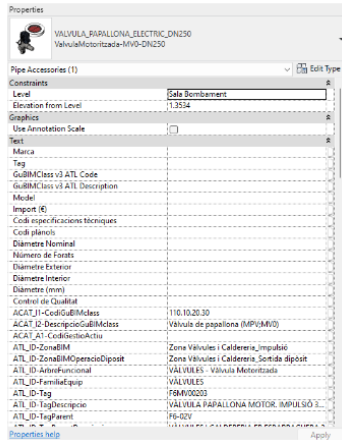 Properties
VALVULA_PAPALLONA_ELECTRIC_DN250
ValvulaMotoritzada-MV0-DN250
Pipe Accessories (1)
Edit Type
Constraints
Level Sala Bombament
Elevation from Level 1.3534
Graphics
Use Annotation Scale
Text
Marca
Tag
GuBIMClass v3 ATL Code
GuBIMClass v3 ATL Description
Model
Import (€)
Codi especificacions tècniques
Codi plànols
Diàmetre Nominal
Número de Forats
Diàmetre Exterior
Diàmetre Interior
Diàmetre (mm)
Control de Qualitat
ACAT_I1-CodiGuBIMclass 110.10.20.30
ACAT_I2-DescripcioGuBIMclass Vàlvula de papallona (MPV;MV0)
ACAT_A1-CodiGestioActiu
ATL_ID-ZonaBIM Zona Vàlvules i Caldereria_Impulsió
ATL_ID-ZonaBIMOperacioDiposit Zona Vàlvules i Caldereria_Sortida dipòsit
ATL_ID-ArbreFuncional VÀLVULES - Vàlvula Motoritzada
ATL_ID-FamiliaEquip VÀLVULES
ATL_ID-Tag F6MV00203
ATL_ID-TagDescripcio VÀLVULA PAPALLONA MOTOR. IMPULSIÓ 3...
ATL_ID-TagParent F6-02V
Properties help
Apply